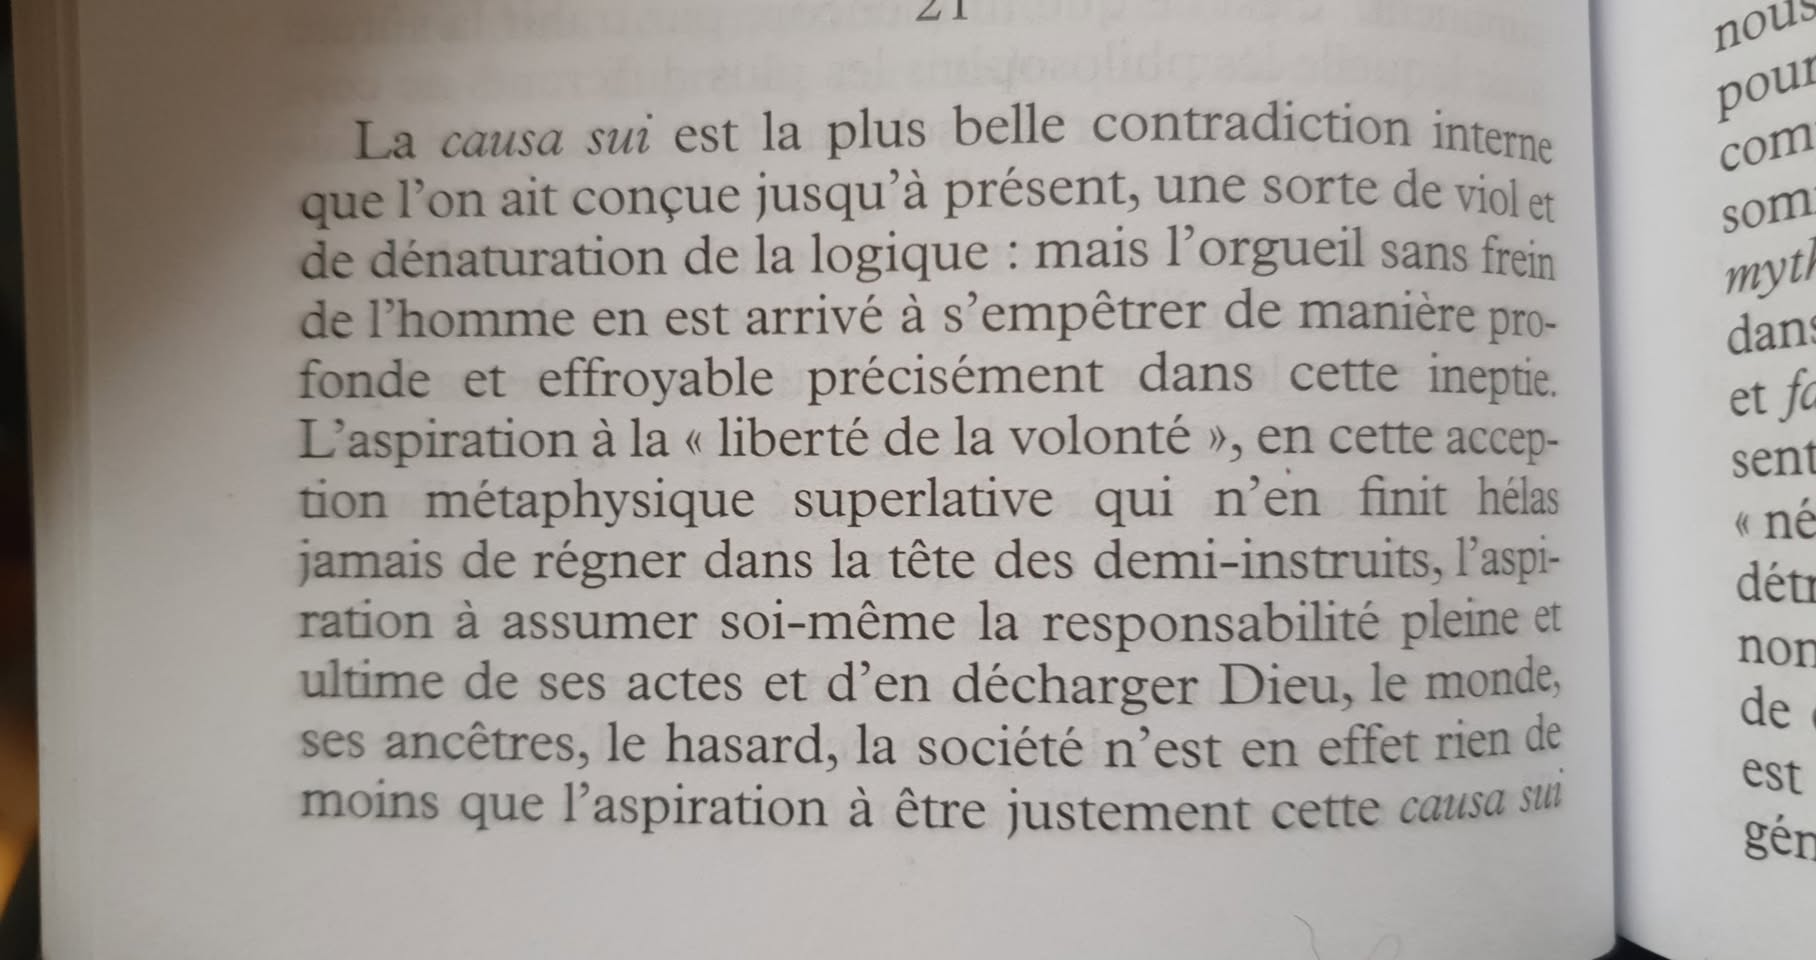 21
La causa sui est la plus belle contradiction interne
que l'on ait conçue jusqu'à présent, une sorte de viol et
de dénaturation de la logique : mais l'orgueil sans frein
de l'homme en est arrivé à s'empêtrer de manière pro-
fonde et effroyable précisément dans cette ineptie.
L'aspiration à la « liberté de la volonté », en cette accep-
tion métaphysique superlative qui n'en finit hélas
jamais de régner dans la tête des demi-instruits, l'aspi-
ration à assumer soi-même la responsabilité pleine et
ultime de ses actes et d'en décharger Dieu, le monde,
ses ancêtres, le hasard, la société n'est en effet rien de
moins que l'aspiration à être justement cette causa sui
nous
pour
com
som
myth
dans
et
sent
« né
détr
non
de
est
gén